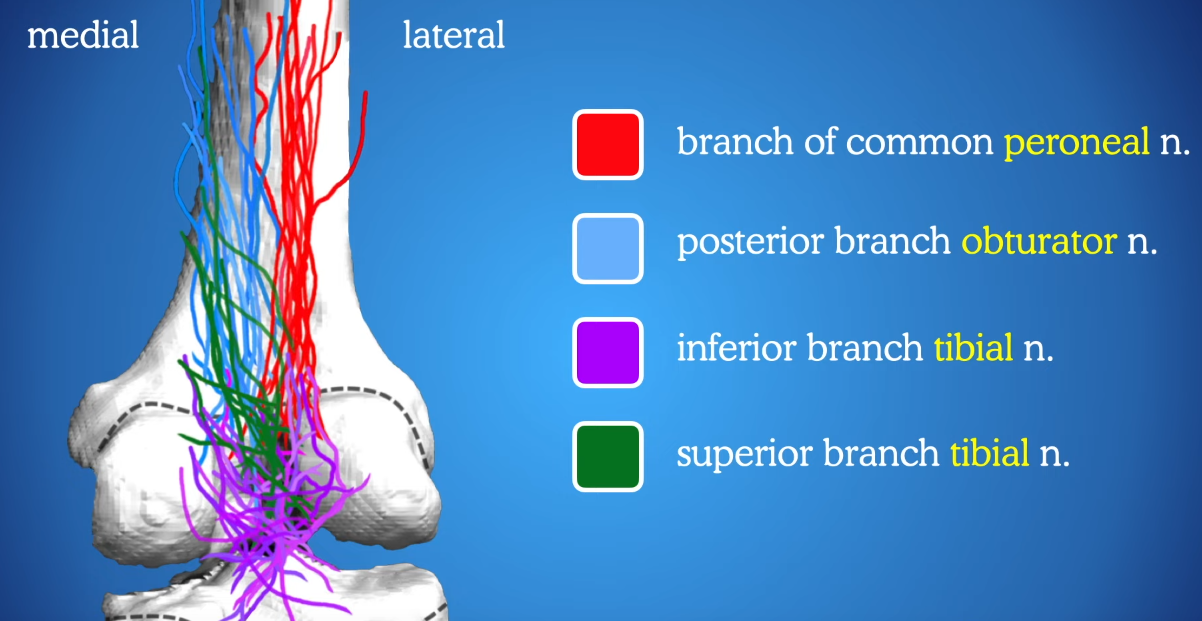 medial
lateral
branch of common peroneal n.
posterior branch obturator n.
inferior branch tibial n.
superior branch tibial n.